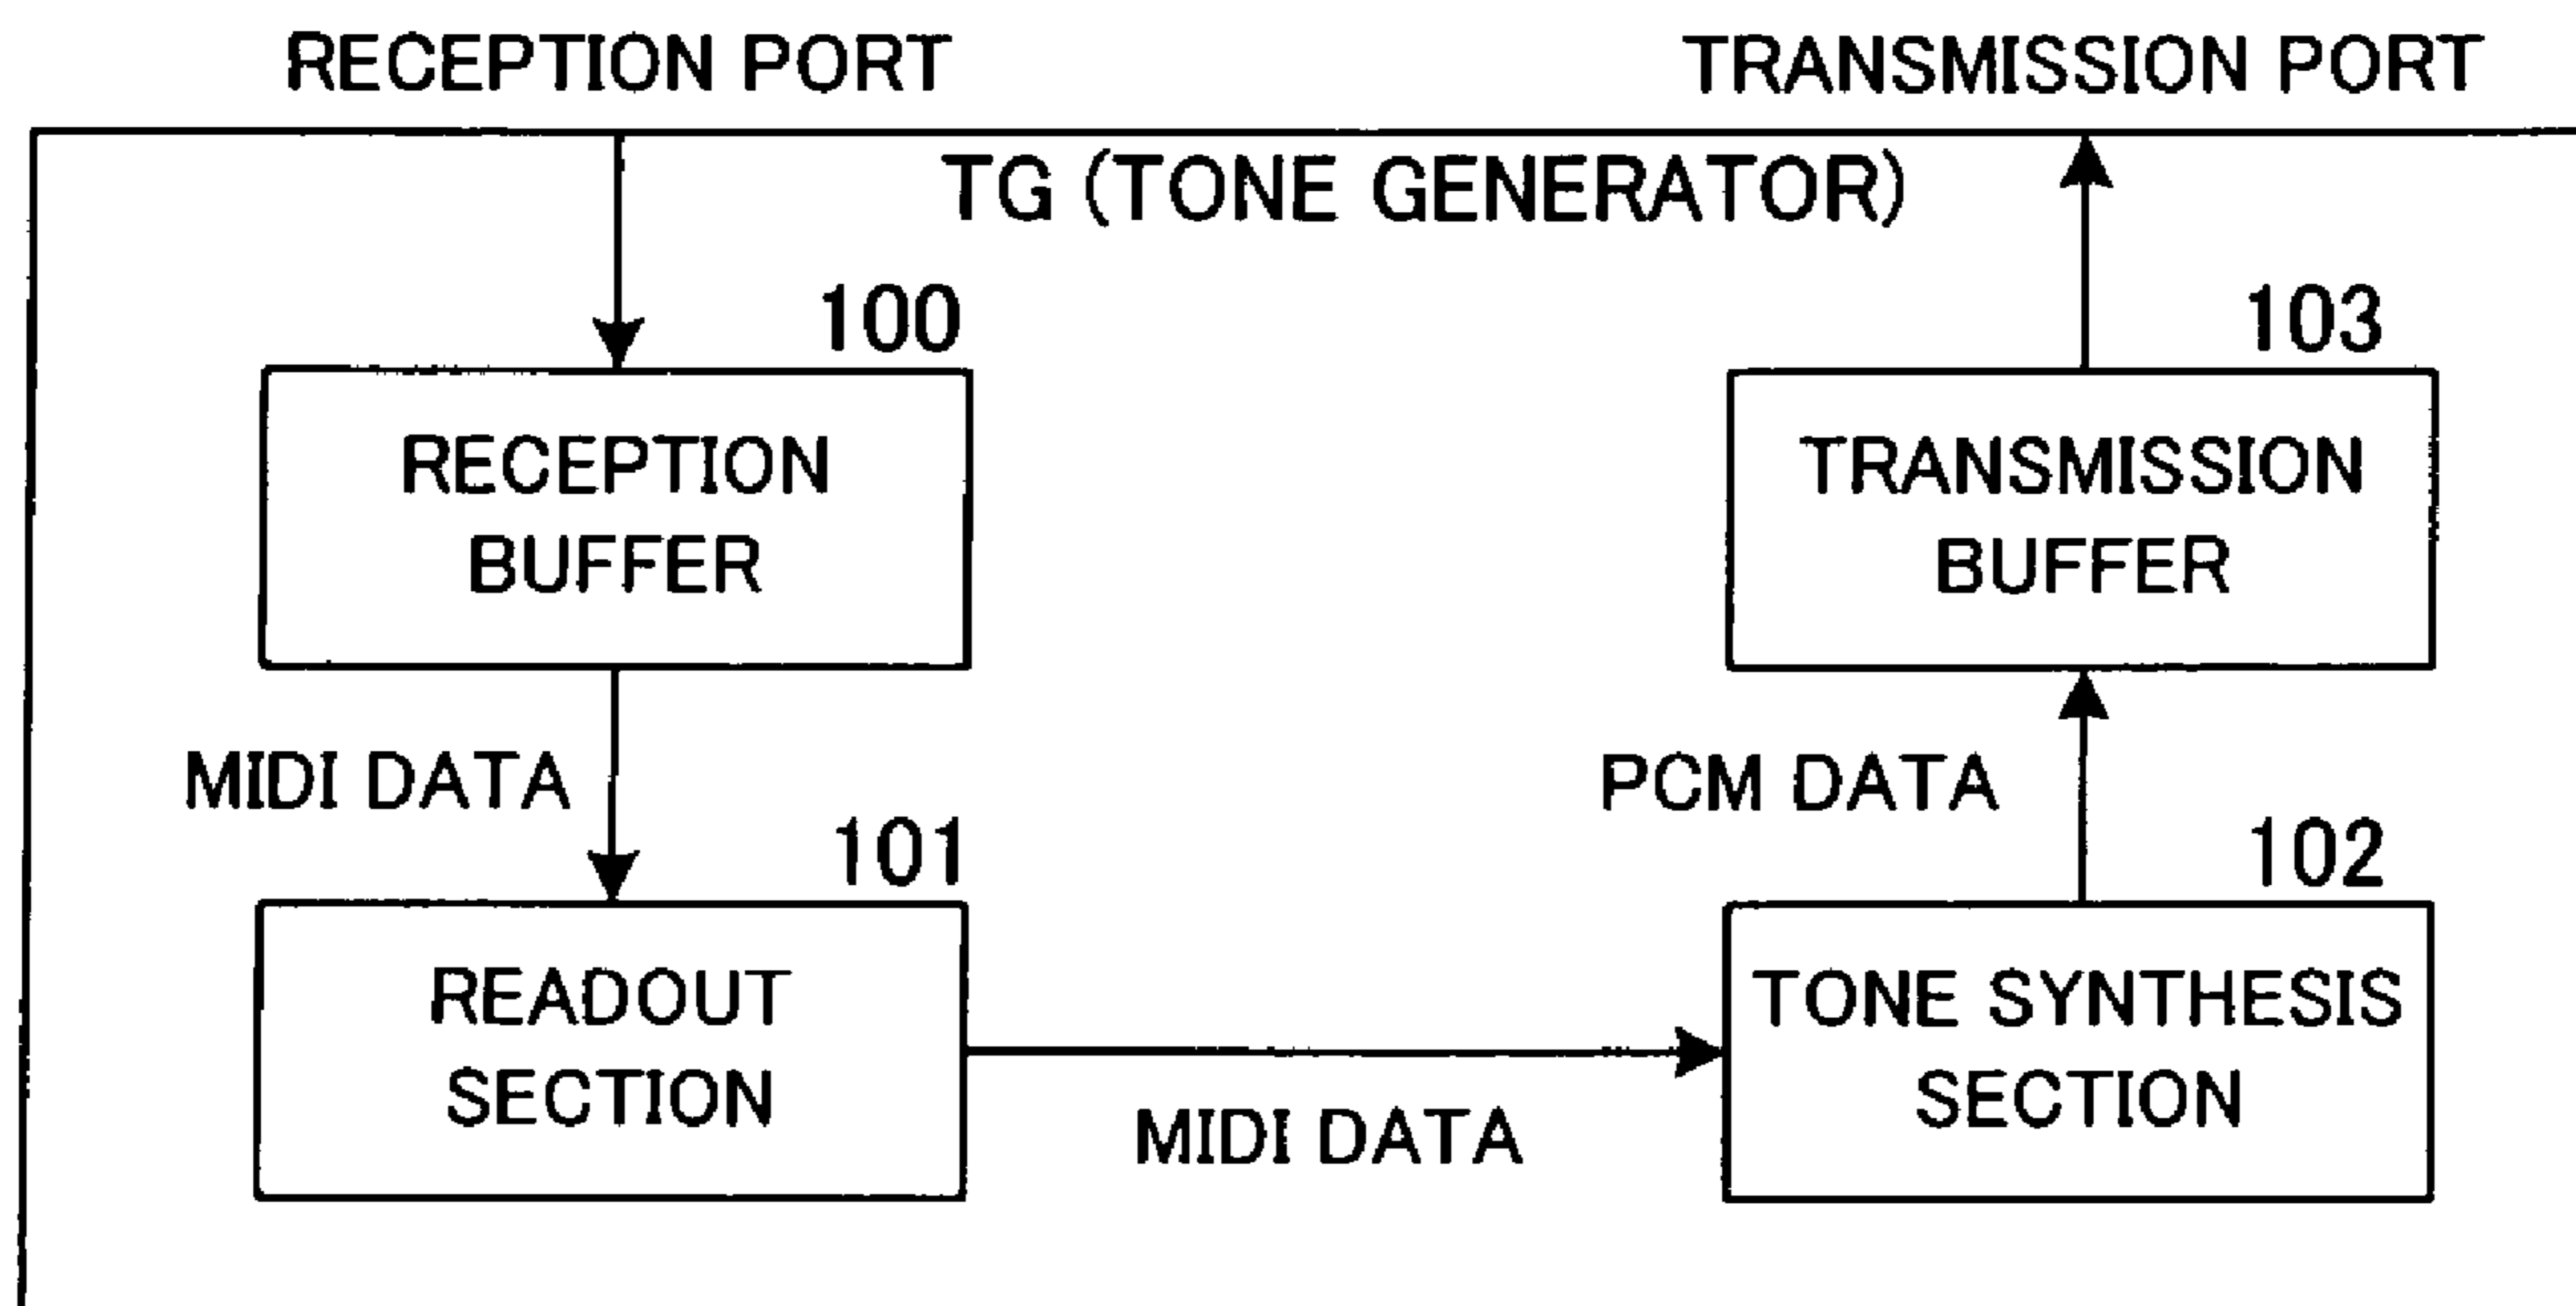 RECEPTION PORT
TRANSMISSION PORT
TG (TONE GENERATOR)
100
RECEPTION
BUFFER
103
TRANSMISSION
BUFFER
MIDI DATA
PCM DATA
101
READOUT
SECTION
102
TONE SYNTHESIS
SECTION
MIDI DATA